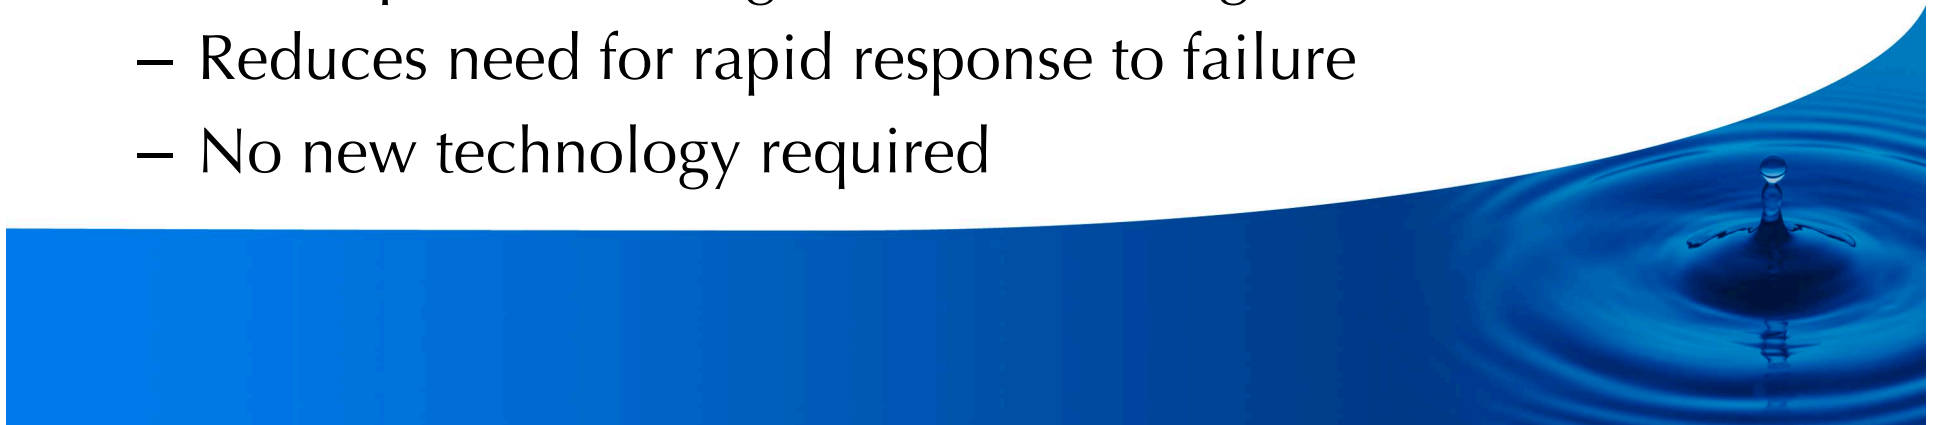 – Reduces need for rapid response to failure
– No new technology required